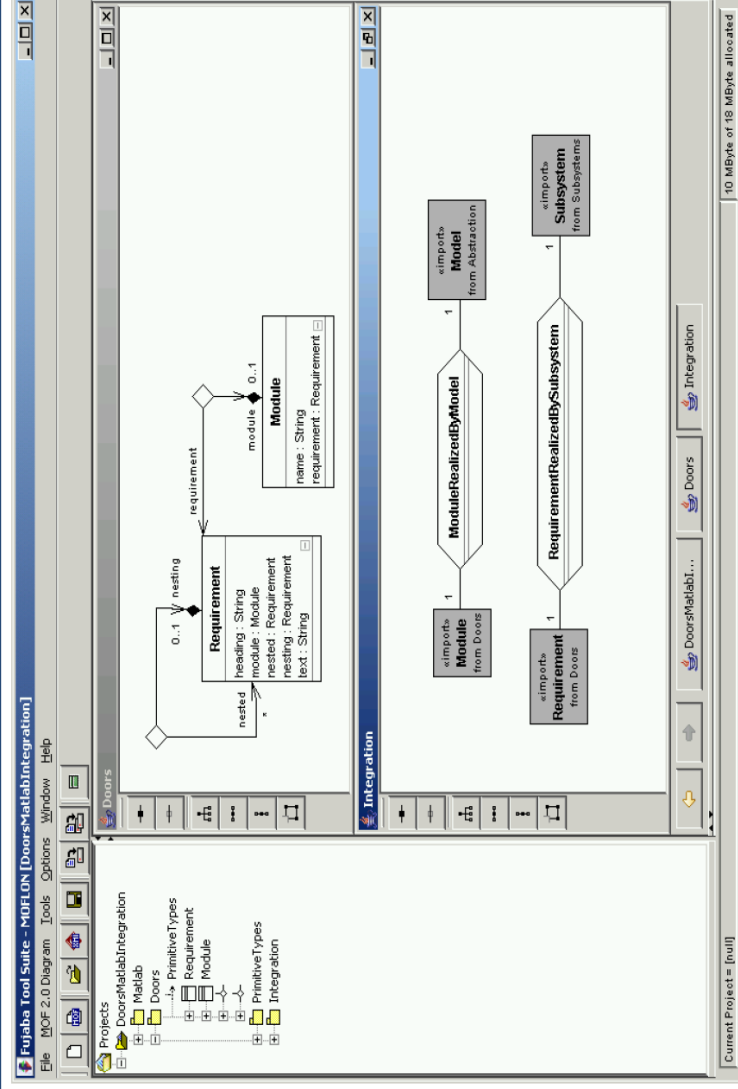 Fujaba Tool Suite - MOFLON [DoorsMatlabIntegration]
File MOF 2.0 Diagram Tools Options Window Help
Projects
DoorsMatlabIntegration
Matlab
Doors
PrimitiveTypes
Requirement
Module
PrimitiveTypes
Integration
Doors
0..1 nesting
nested
*
Requirement
heading : String
module : Module
nested : Requirement
nesting : Requirement
text : String
requirement
module 0..1
Module
name : String
requirement : Requirement
Integration
«import»
Module
from Doors
1
ModuleRealizedByModel
1
«import»
Model
from Abstraction
«import»
Requirement
from Doors
1
RequirementRealizedBySubsystem
1
«import»
Subsystem
from Subsystems
DoorsMatlabI... Doors Integration
Current Project = [null] 10 MByte of 18 MByte allocated